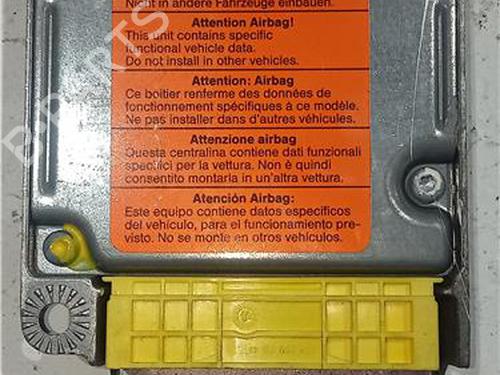 Nicht in andere Fahrzeuge einbauen.
Attention Airbag!
This unit contains specific
functional vehicle data.
Do not install in other vehicles.
Attention: Airbag
Ce boitier renferme des données de
fonctionnement spécifiques à ce modèle.
Ne pas installer dans d'autres véhicules.
Attenzione airbag
Questa centralina contiene dati funzionali
specifici per la vettura. Non è quindi
consentito montarla in un'altra vettura.
Atención Airbag:
Este equipo contiene datos específicos
del vehículo, para el funcionamiento pre-
visto. No se monte en otros vehículos.
B-PARTS